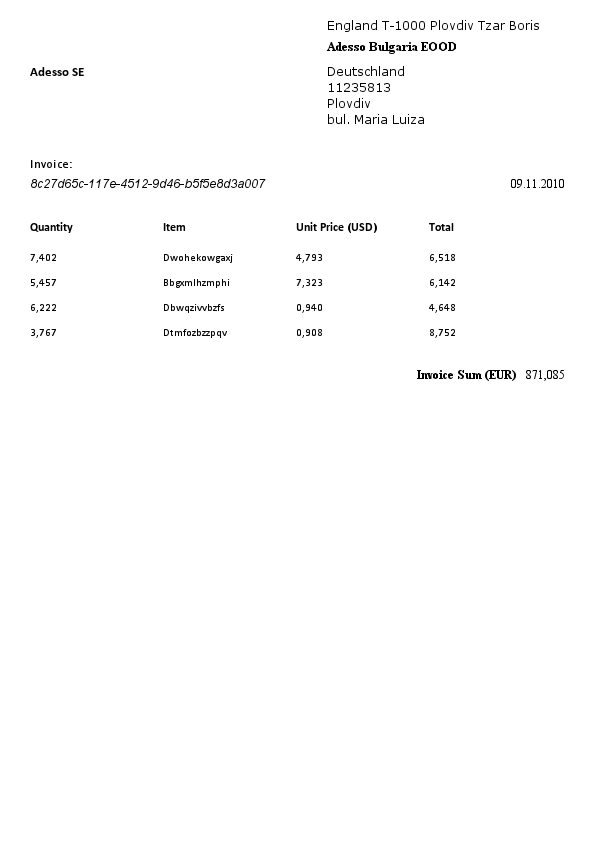 England T-1000 Plovdiv Tzar Boris
Adesso Bulgaria EOOD
Adesso SE
Deutschland
11235813
Plovdiv
bul. Maria Luiza
Invoice:
8c27d65c-117e-4512-9d46-b5f5e8d3a007 09.11.2010
Quantity Item Unit Price (USD) Total
7,402 Dwohekowgaxj 4,793 6,518
5,457 Bbgxmlhzmphi 7,323 6,142
6,222 Dbwqzivvbzfs 0,940 4,648
3,767 Dtmfozbzzpqv 0,908 8,752
Invoice Sum (EUR) 871,085